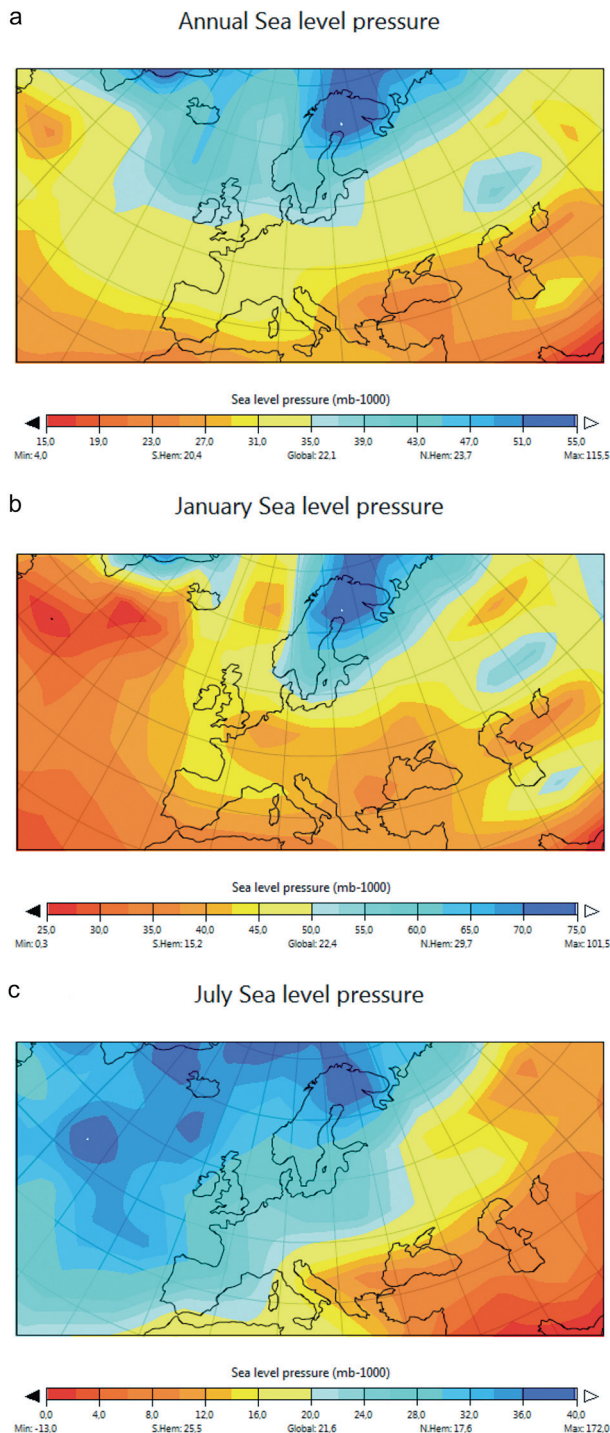 a
Annual Sea level pressure
Sea level pressure (mb-1000)
15,0 19,0 23,0 27,0 31,0 35,0 39,0 43,0 47,0 51,0 55,0
Min: 4,0 S.Hem: 20,4 Global: 22,1 N.Hem: 23,7 Max: 115,5
b
January Sea level pressure
Sea level pressure (mb-1000)
25,0 30,0 35,0 40,0 45,0 50,0 55,0 60,0 65,0 70,0 75,0
Min: 0,3 S.Hem: 15,2 Global: 22,4 N.Hem: 29,7 Max: 101,5
c
July Sea level pressure
Sea level pressure (mb-1000)
0,0 4,0 8,0 12,0 16,0 20,0 24,0 28,0 32,0 36,0 40,0
Min: -13,0 S.Hem: 25,5 Global: 21,6 N.Hem: 17,6 Max: 172,0